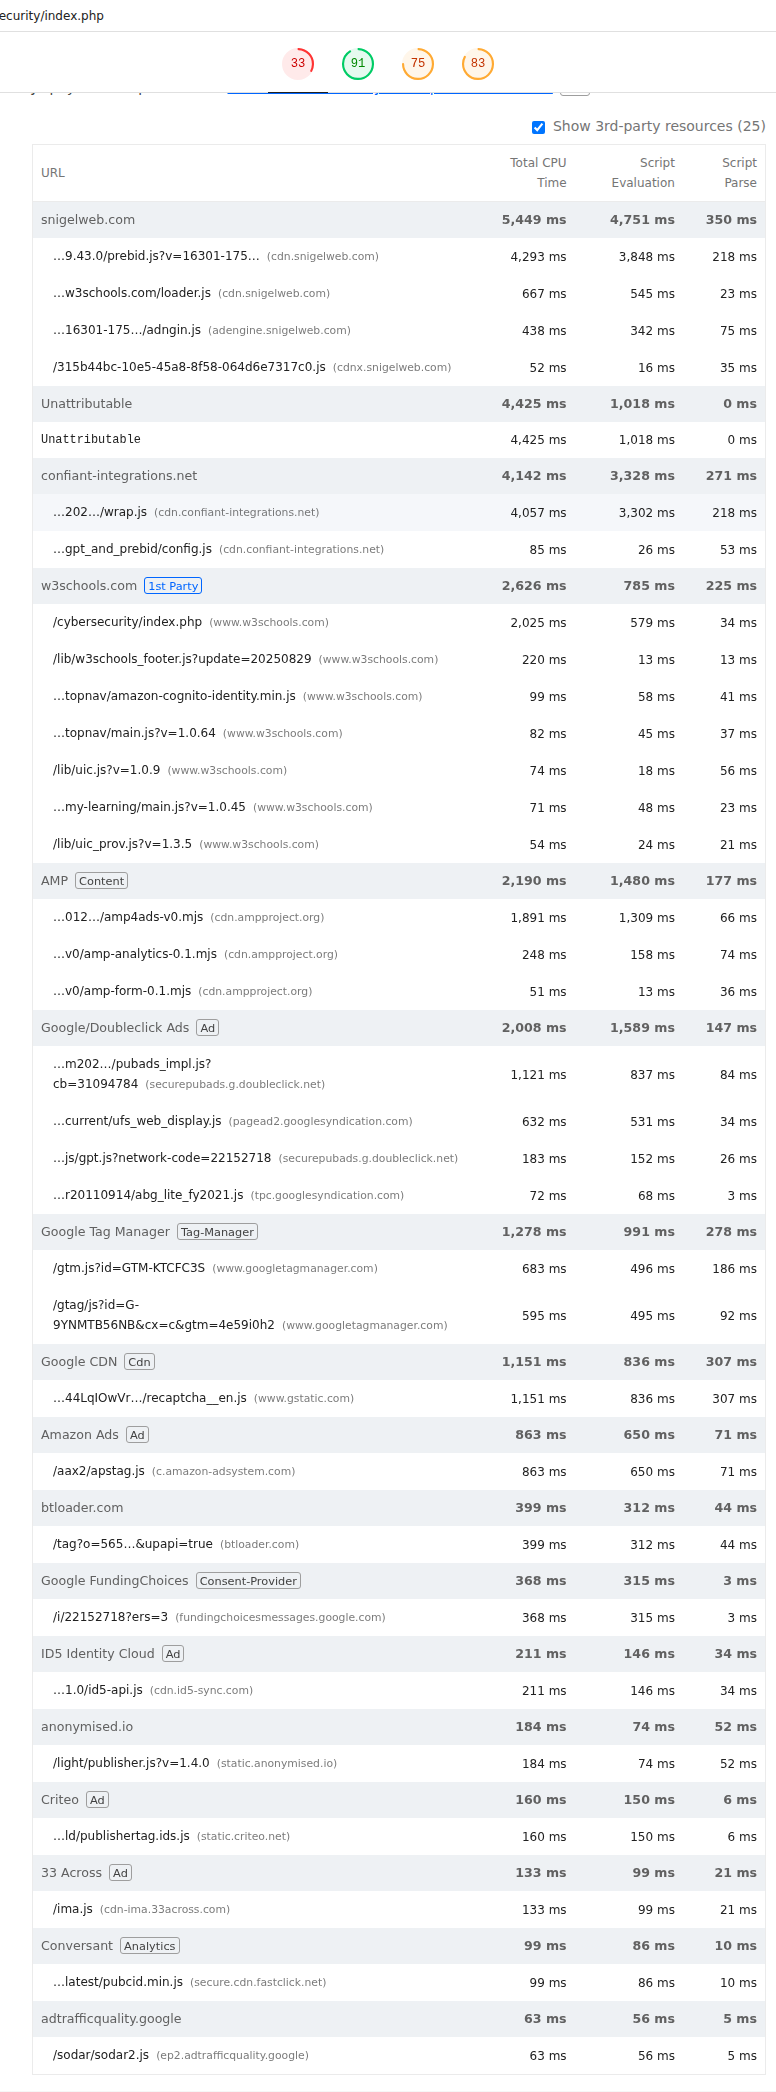 ecurity/index.php
33 91 75 83
Show 3rd-party resources (25)
URL Total CPU Time Script Evaluation Script Parse
snigelweb.com 5,449 ms 4,751 ms 350 ms
…9.43.0/prebid.js?v=16301-175… (cdn.snigelweb.com) 4,293 ms 3,848 ms 218 ms
…w3schools.com/loader.js (cdn.snigelweb.com) 667 ms 545 ms 23 ms
…16301-175…/adngin.js (adengine.snigelweb.com) 438 ms 342 ms 75 ms
/315b44bc-10e5-45a8-8f58-064d6e7317c0.js (cdnx.snigelweb.com) 52 ms 16 ms 35 ms
Unattributable 4,425 ms 1,018 ms 0 ms
Unattributable 4,425 ms 1,018 ms 0 ms
confiant-integrations.net 4,142 ms 3,328 ms 271 ms
…202…/wrap.js (cdn.confiant-integrations.net) 4,057 ms 3,302 ms 218 ms
…gpt_and_prebid/config.js (cdn.confiant-integrations.net) 85 ms 26 ms 53 ms
w3schools.com 1st Party 2,626 ms 785 ms 225 ms
/cybersecurity/index.php (www.w3schools.com) 2,025 ms 579 ms 34 ms
/lib/w3schools_footer.js?update=20250829 (www.w3schools.com) 220 ms 13 ms 13 ms
…topnav/amazon-cognito-identity.min.js (www.w3schools.com) 99 ms 58 ms 41 ms
…topnav/main.js?v=1.0.64 (www.w3schools.com) 82 ms 45 ms 37 ms
/lib/uic.js?v=1.0.9 (www.w3schools.com) 74 ms 18 ms 56 ms
…my-learning/main.js?v=1.0.45 (www.w3schools.com) 71 ms 48 ms 23 ms
/lib/uic_prov.js?v=1.3.5 (www.w3schools.com) 54 ms 24 ms 21 ms
AMP Content 2,190 ms 1,480 ms 177 ms
…012…/amp4ads-v0.mjs (cdn.ampproject.org) 1,891 ms 1,309 ms 66 ms
…v0/amp-analytics-0.1.mjs (cdn.ampproject.org) 248 ms 158 ms 74 ms
…v0/amp-form-0.1.mjs (cdn.ampproject.org) 51 ms 13 ms 36 ms
Google/Doubleclick Ads Ad 2,008 ms 1,589 ms 147 ms
…m202…/pubads_impl.js?
cb=31094784 (securepubads.g.doubleclick.net) 1,121 ms 837 ms 84 ms
…current/ufs_web_display.js (pagead2.googlesyndication.com) 632 ms 531 ms 34 ms
…js/gpt.js?network-code=22152718 (securepubads.g.doubleclick.net) 183 ms 152 ms 26 ms
…r20110914/abg_lite_fy2021.js (tpc.googlesyndication.com) 72 ms 68 ms 3 ms
Google Tag Manager Tag-Manager 1,278 ms 991 ms 278 ms
/gtm.js?id=GTM-KTCFC3S (www.googletagmanager.com) 683 ms 496 ms 186 ms
/gtag/js?id=G-
9YNMTB56NB&cx=c&gtm=4e59i0h2 (www.googletagmanager.com) 595 ms 495 ms 92 ms
Google CDN Cdn 1,151 ms 836 ms 307 ms
…44LqIOwVr…/recaptcha__en.js (www.gstatic.com) 1,151 ms 836 ms 307 ms
Amazon Ads Ad 863 ms 650 ms 71 ms
/aax2/apstag.js (c.amazon-adsystem.com) 863 ms 650 ms 71 ms
btloader.com 399 ms 312 ms 44 ms
/tag?o=565…&upapi=true (btloader.com) 399 ms 312 ms 44 ms
Google FundingChoices Consent-Provider 368 ms 315 ms 3 ms
/i/22152718?ers=3 (fundingchoicesmessages.google.com) 368 ms 315 ms 3 ms
ID5 Identity Cloud Ad 211 ms 146 ms 34 ms
…1.0/id5-api.js (cdn.id5-sync.com) 211 ms 146 ms 34 ms
anonymised.io 184 ms 74 ms 52 ms
/light/publisher.js?v=1.4.0 (static.anonymised.io) 184 ms 74 ms 52 ms
Criteo Ad 160 ms 150 ms 6 ms
…ld/publishertag.ids.js (static.criteo.net) 160 ms 150 ms 6 ms
33 Across Ad 133 ms 99 ms 21 ms
/ima.js (cdn-ima.33across.com) 133 ms 99 ms 21 ms
Conversant Analytics 99 ms 86 ms 10 ms
…latest/pubcid.min.js (secure.cdn.fastclick.net) 99 ms 86 ms 10 ms
adtrafficquality.google 63 ms 56 ms 5 ms
/sodar/sodar2.js (ep2.adtrafficquality.google) 63 ms 56 ms 5 ms